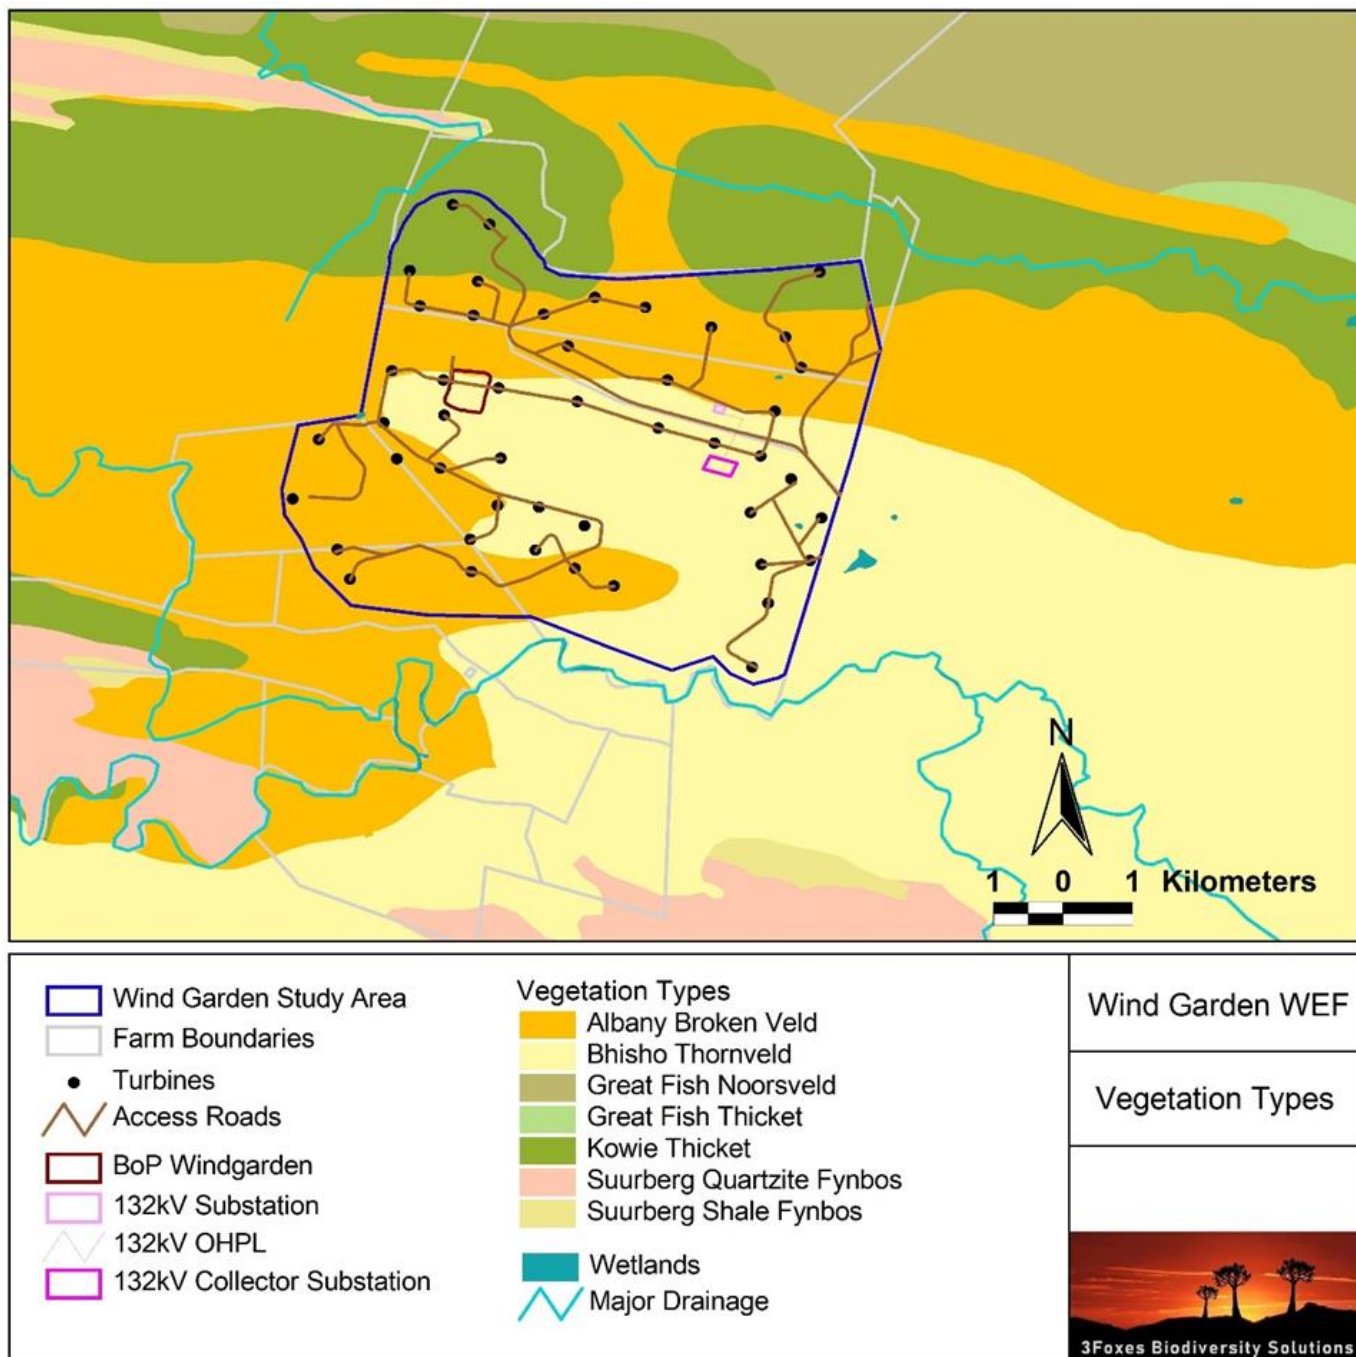 N
1 0 1 Kilometers
Wind Garden Study Area
Farm Boundaries
Turbines
Access Roads
BoP Windgarden
132kV Substation
132kV OHPL
132kV Collector Substation
Vegetation Types
Albany Broken Veld
Bhisho Thornveld
Great Fish Noorsveld
Great Fish Thicket
Kowie Thicket
Suurberg Quartzite Fynbos
Suurberg Shale Fynbos
Wetlands
Major Drainage
Wind Garden WEF
Vegetation Types
3Foxes Biodiversity Solutions